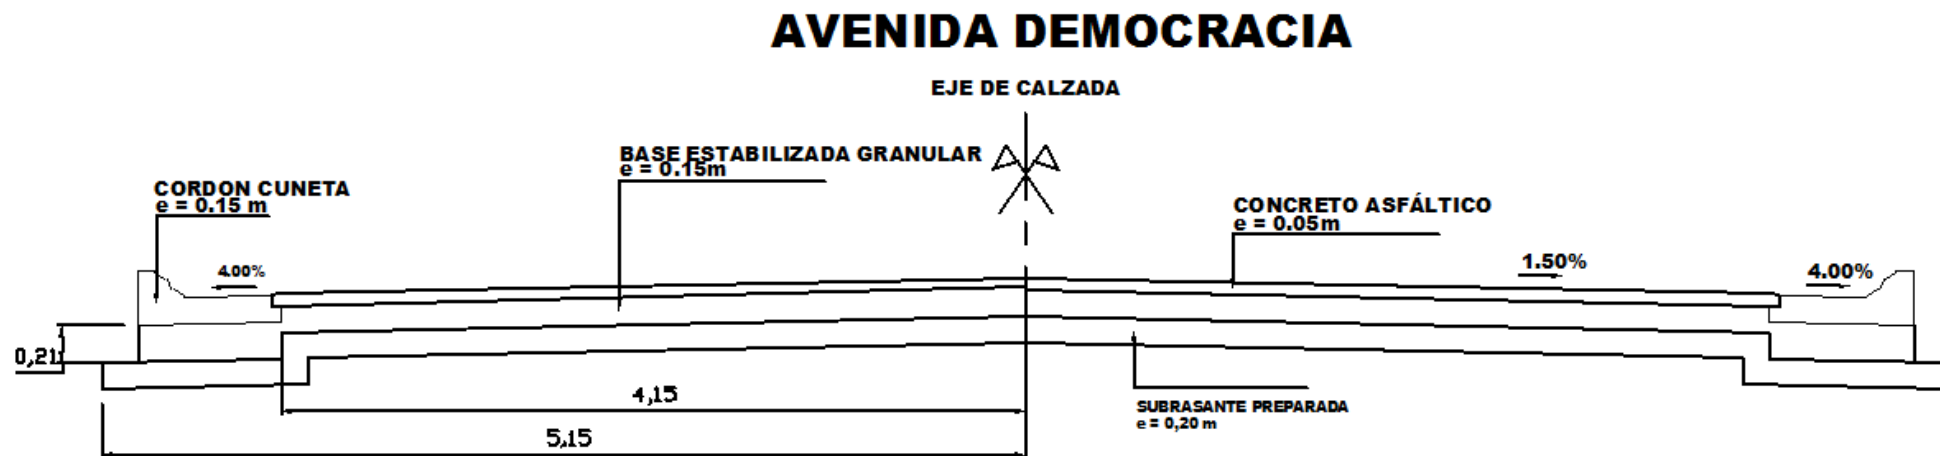 AVENIDA DEMOCRACIA
EJE DE CALZADA
BASE ESTABILIZADA GRANULAR
e = 0.15m
CORDON CUNETA
e = 0.15 m
CONCRETO ASFÁLTICO
e = 0.05m
4.00%
1.50%
4.00%
0,21
4,15
SUBRASANTE PREPARADA
e = 0,20 m
5,15